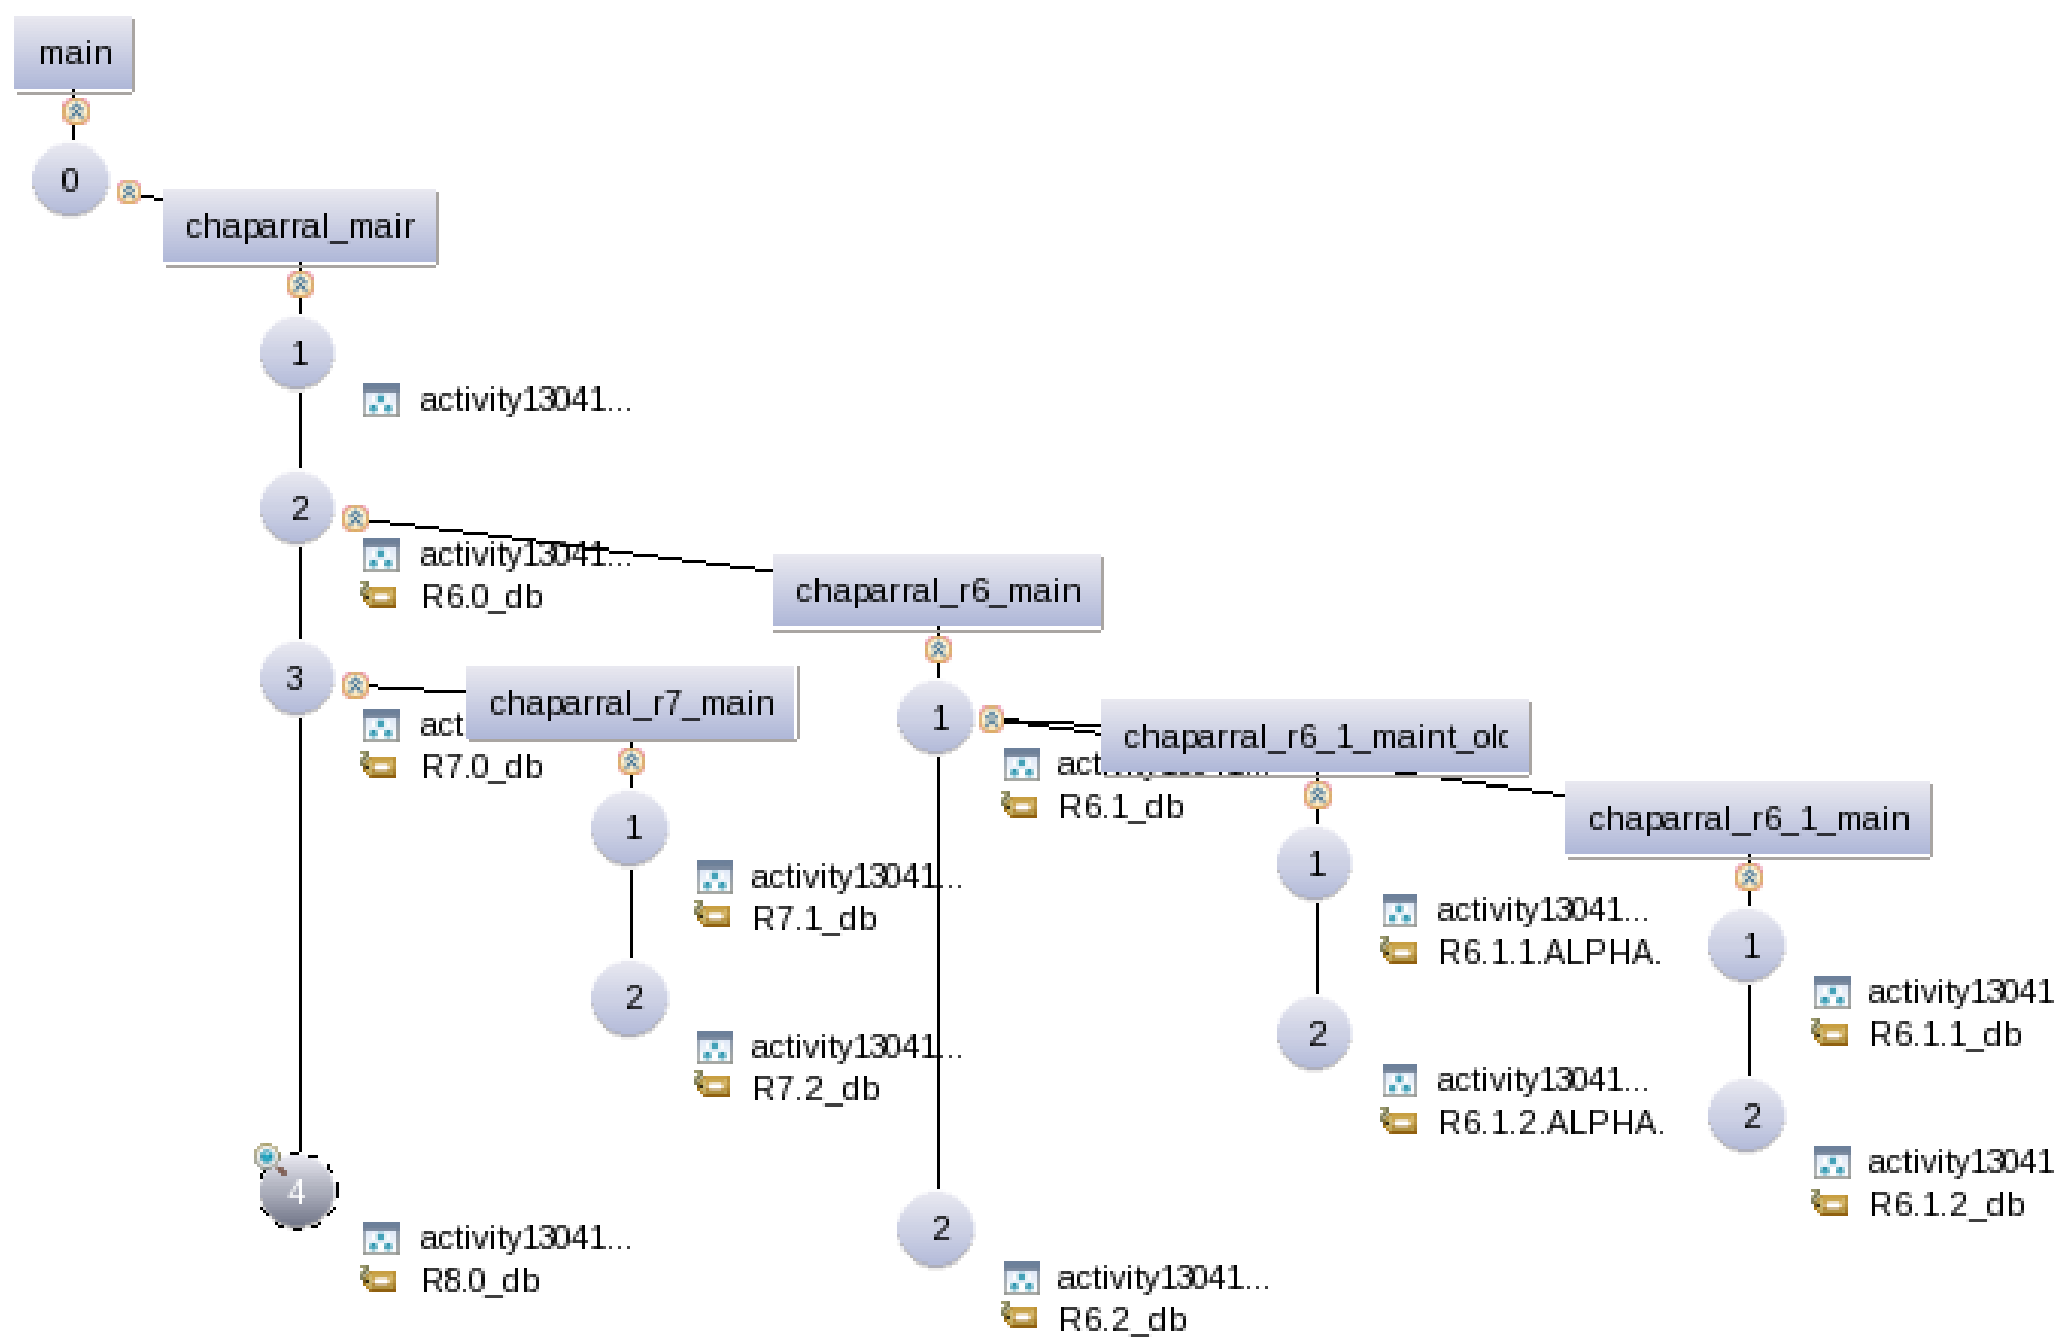 main
0
chaparral_mair
1
activity13041...
2
activity13041...
R6.0_db
chaparral_r6_main
3
chaparral_r7_main
act
R7.0_db
1
chaparral_r6_1_maint_olc
R6.1_db
chaparral_r6_1_main
1
activity13041...
R7.1_db
1
activity13041...
R6.1.1.ALPHA.
1
activity13041
R6.1.1_db
2
activity13041...
R7.2_db
2
activity13041...
R6.1.2.ALPHA.
2
activity13041
R6.1.2_db
4
activity13041...
R8.0_db
2
activity13041...
R6.2_db